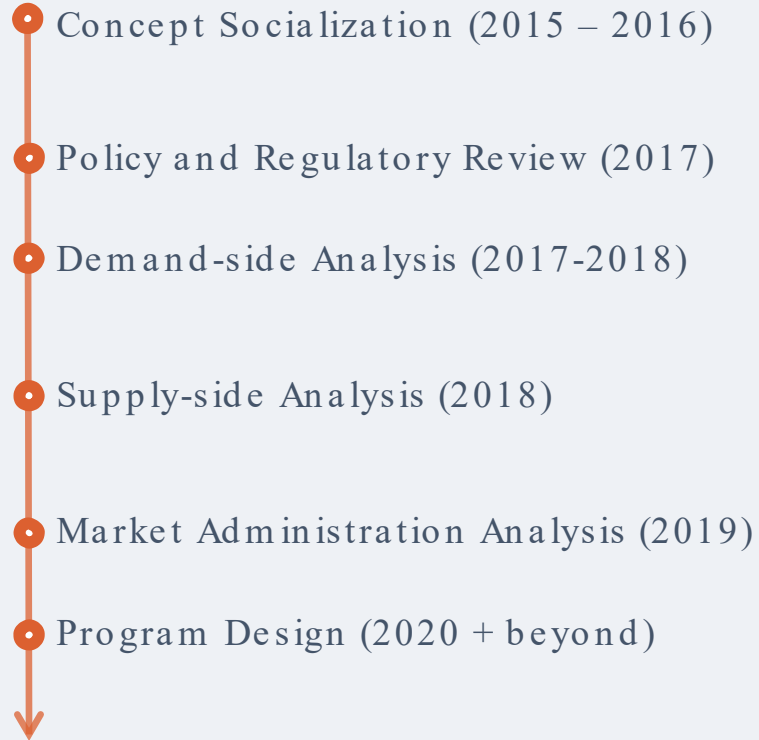 Concept Socialization (2015 – 2016)
Policy and Regulatory Review (2017)
Demand-side Analysis (2017-2018)
Supply-side Analysis (2018)
Market Administration Analysis (2019)
Program Design (2020 + beyond)